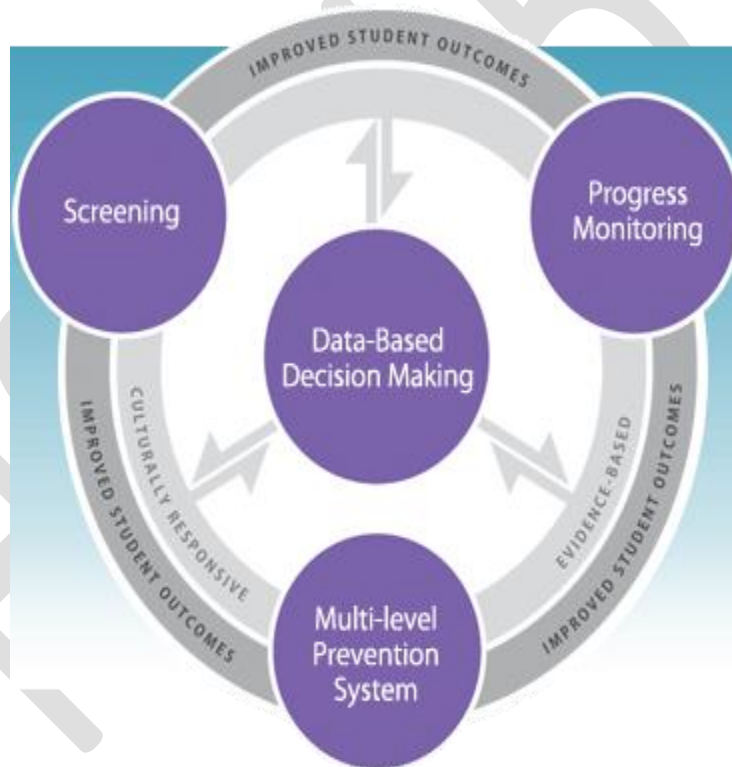 IMPROVED STUDENT OUTCOMES
Screening
Progress
Monitoring
Data-Based
Decision Making
CULTURALLY RESPONSIVE
EVIDENCE-BASED
IMPROVED STUDENT OUTCOMES
IMPROVED STUDENT OUTCOMES
Multi-level
Prevention
System